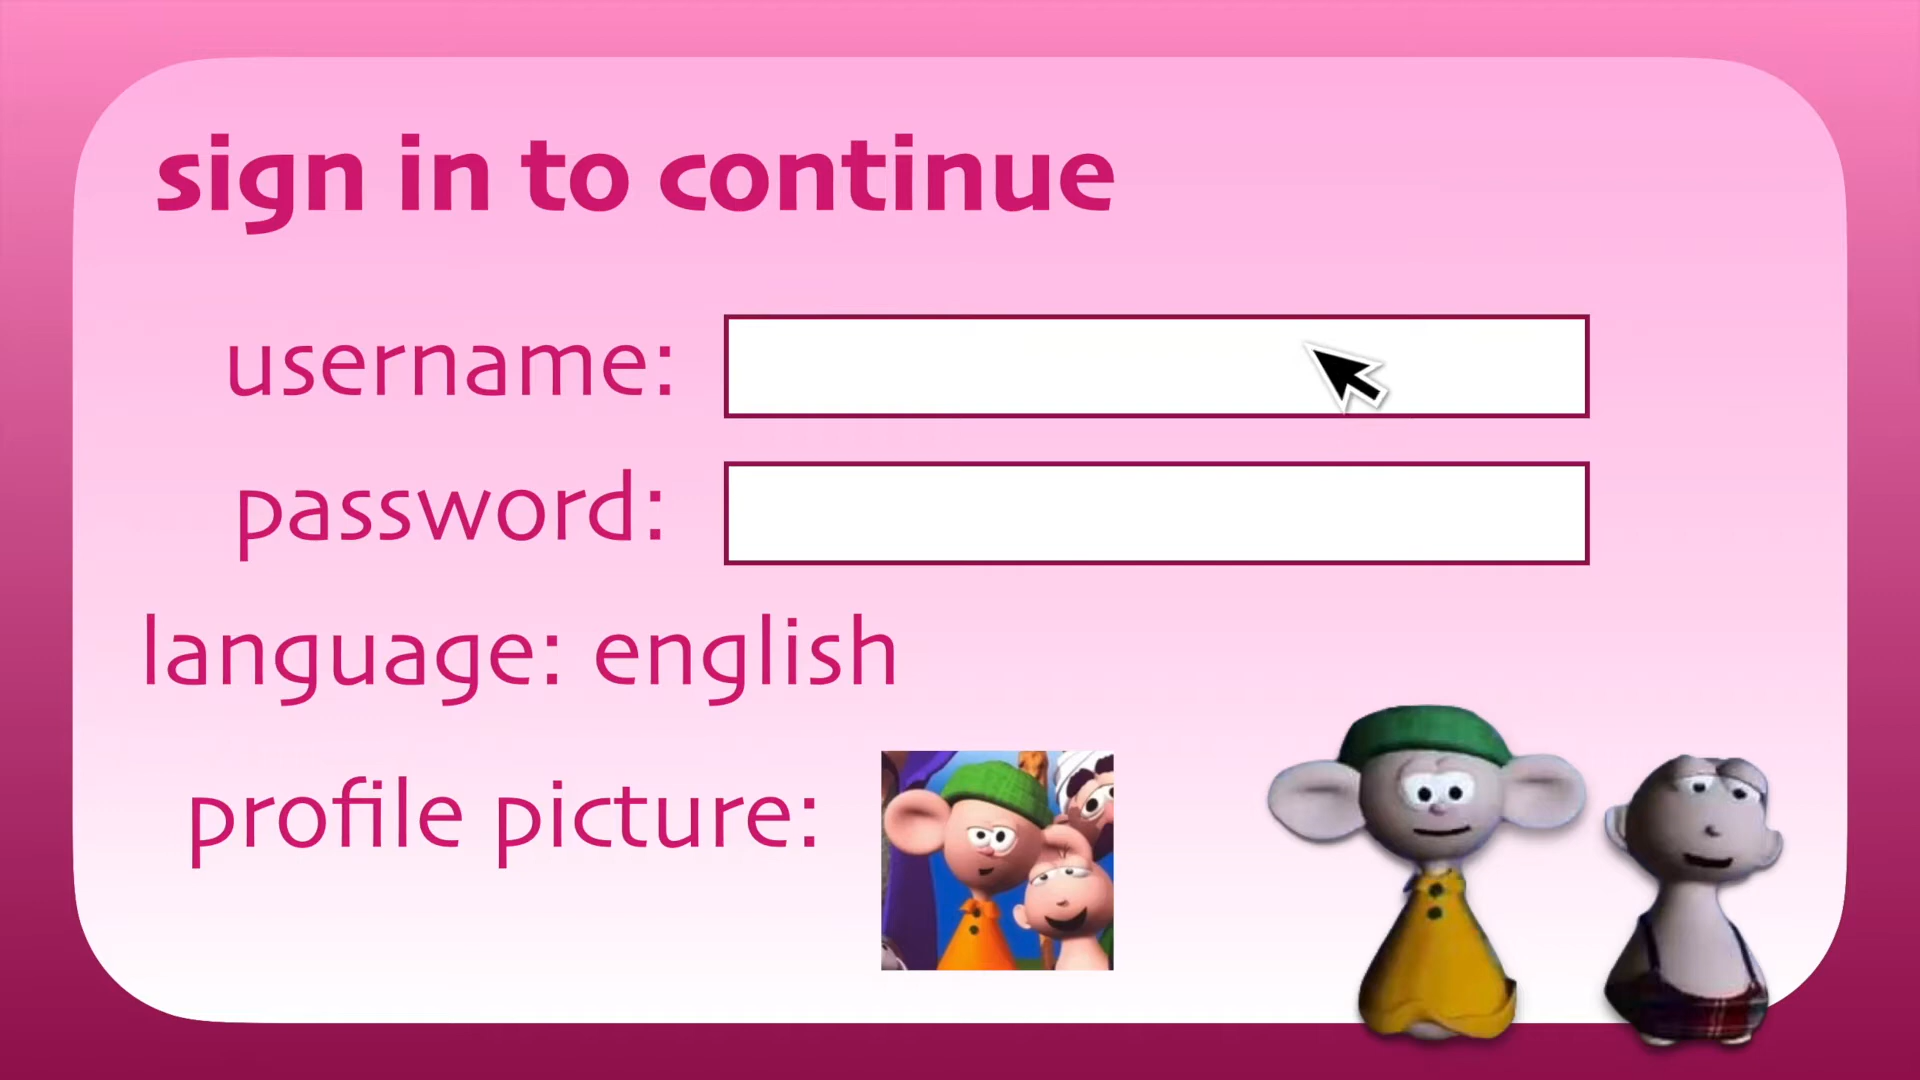 sign in to continue
username:
password:
language: english
profile picture: